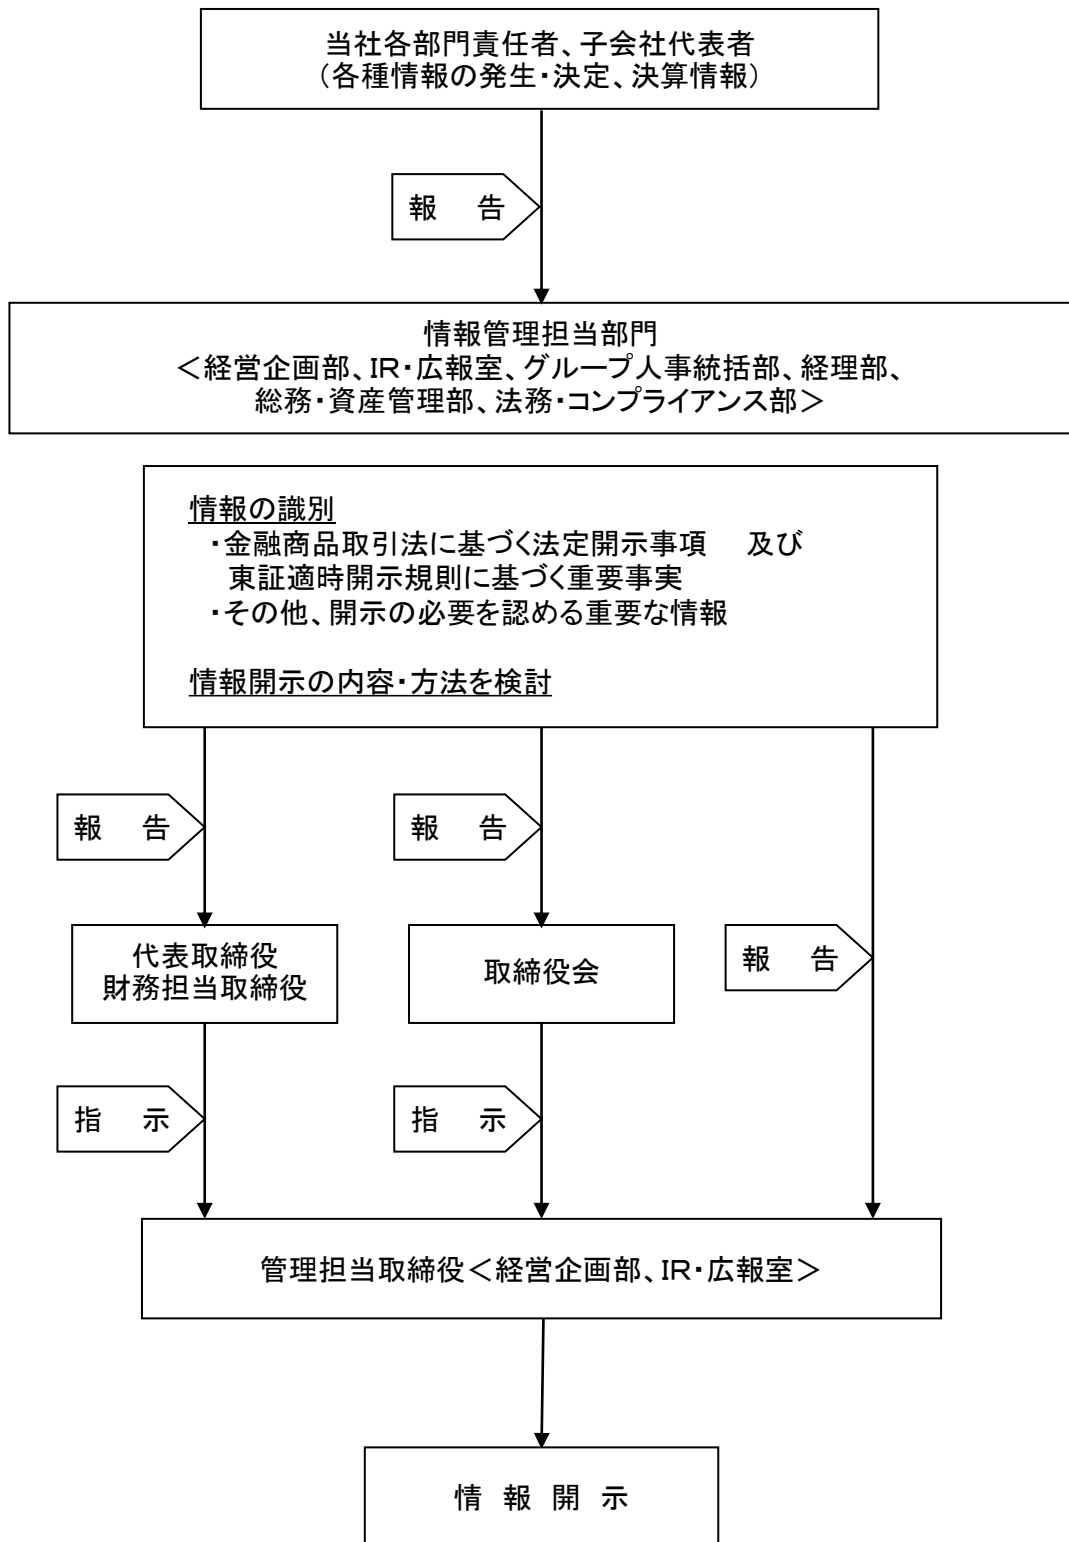 当社各部門責任者、子会社代表者
（各種情報の発生・決定、決算情報）
報 告
情報管理担当部門
＜経営企画部、IR・広報室、グループ人事統括部、経理部、
総務・資産管理部、法務・コンプライアンス部＞
情報の識別
・金融商品取引法に基づく法定開示事項 及び
東証適時開示規則に基づく重要事実
・その他、開示の必要を認める重要な情報
情報開示の内容・方法を検討
報 告
報 告
代表取締役
財務担当取締役
取締役会
報 告
指 示
指 示
管理担当取締役＜経営企画部、IR・広報室＞
情 報 開 示